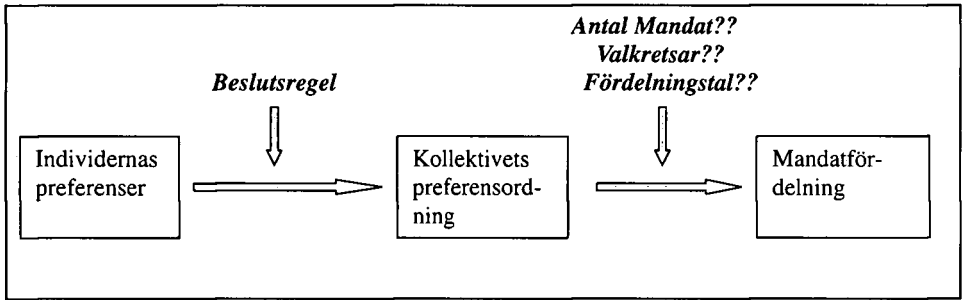 Antal Mandat??
Valkretsar??
Fördelningstal??
Beslutsregel
Individernas
preferenser
Kollektivets
preferensord-
ning
Mandatför-
delning